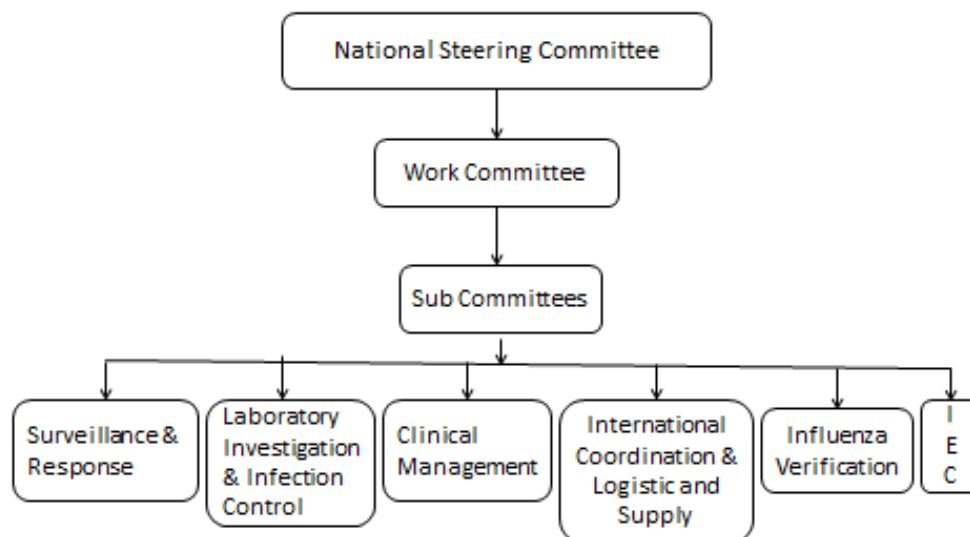 National Steering Committee
Work Committee
Sub Committees
Surveillance &
Response
Laboratory
Investigation
& Infection
Control
Clinical
Management
International
Coordination &
Logistic and
Supply
Influenza
Verification
I
E
C